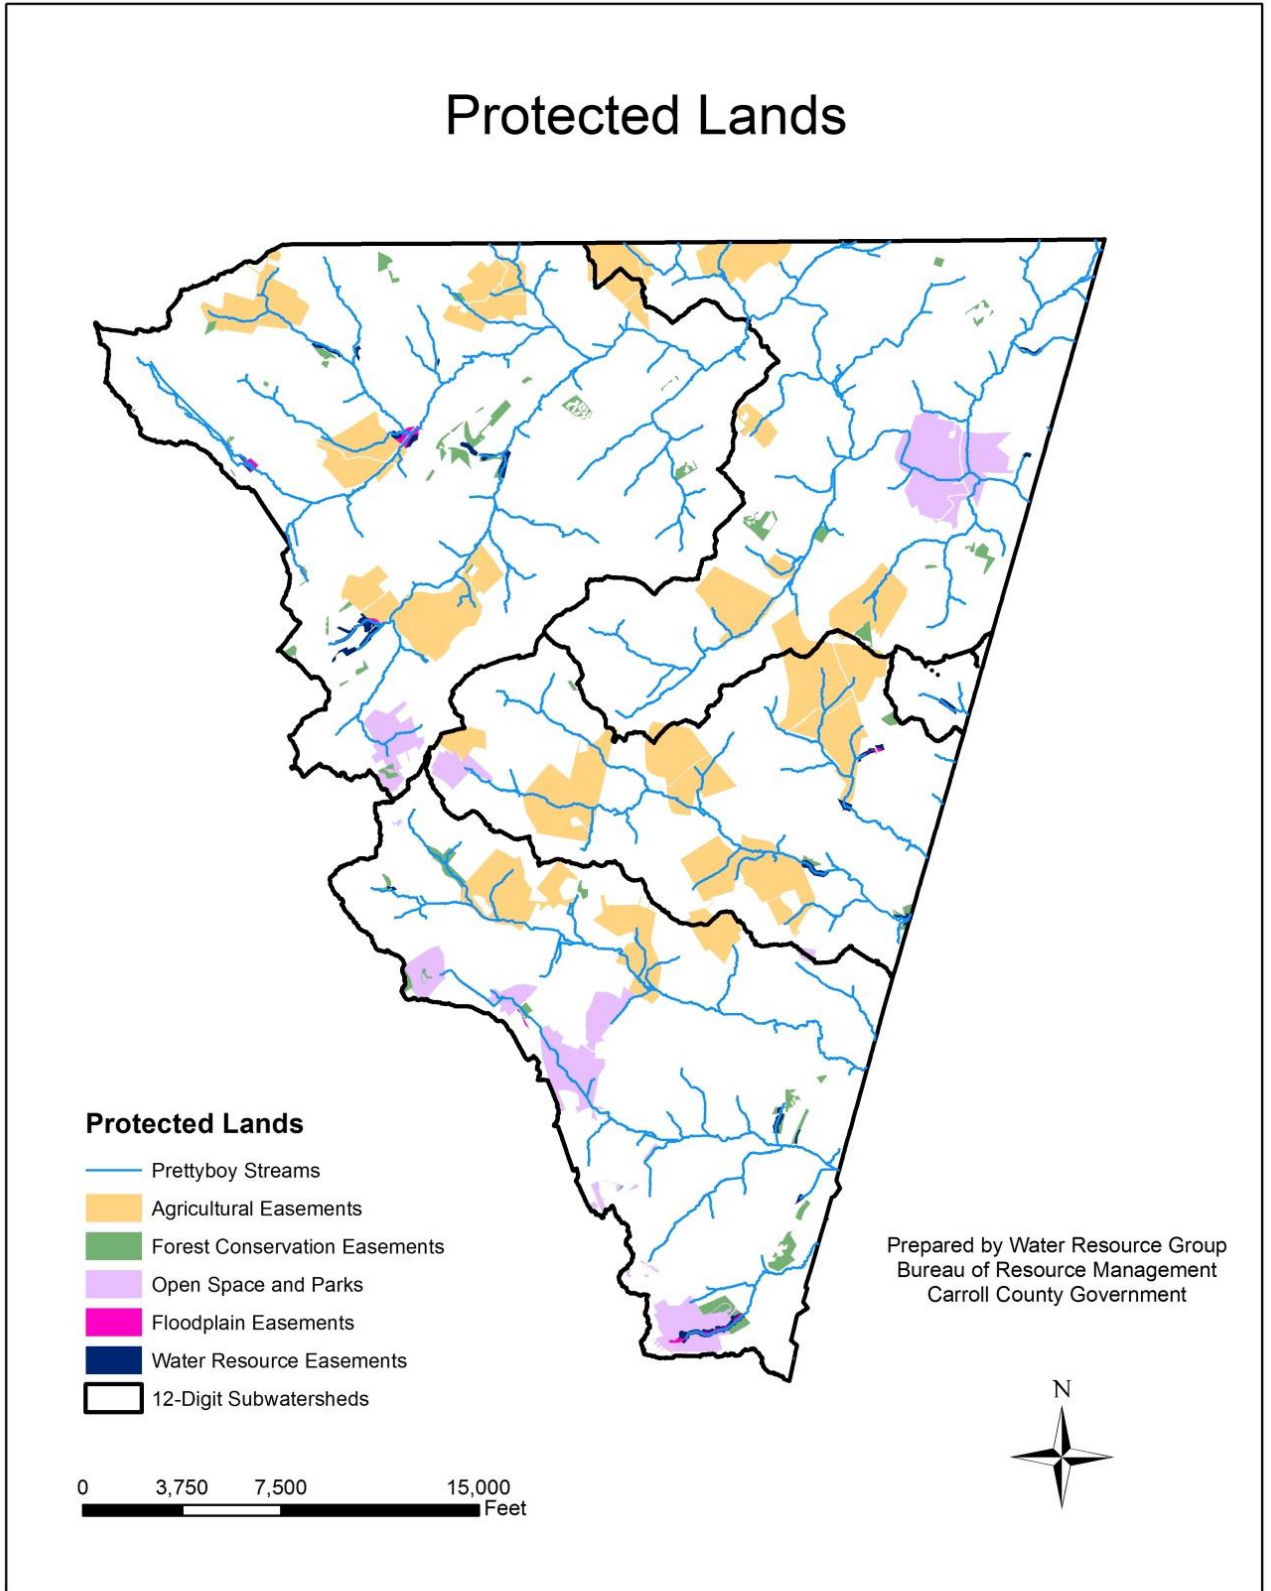 Protected Lands
Protected Lands
Prettyboy Streams
Agricultural Easements
Forest Conservation Easements
Open Space and Parks
Floodplain Easements
Water Resource Easements
12-Digit Subwatersheds
Prepared by Water Resource Group
Bureau of Resource Management
Carroll County Government
N
0 3,750 7,500 15,000
Feet